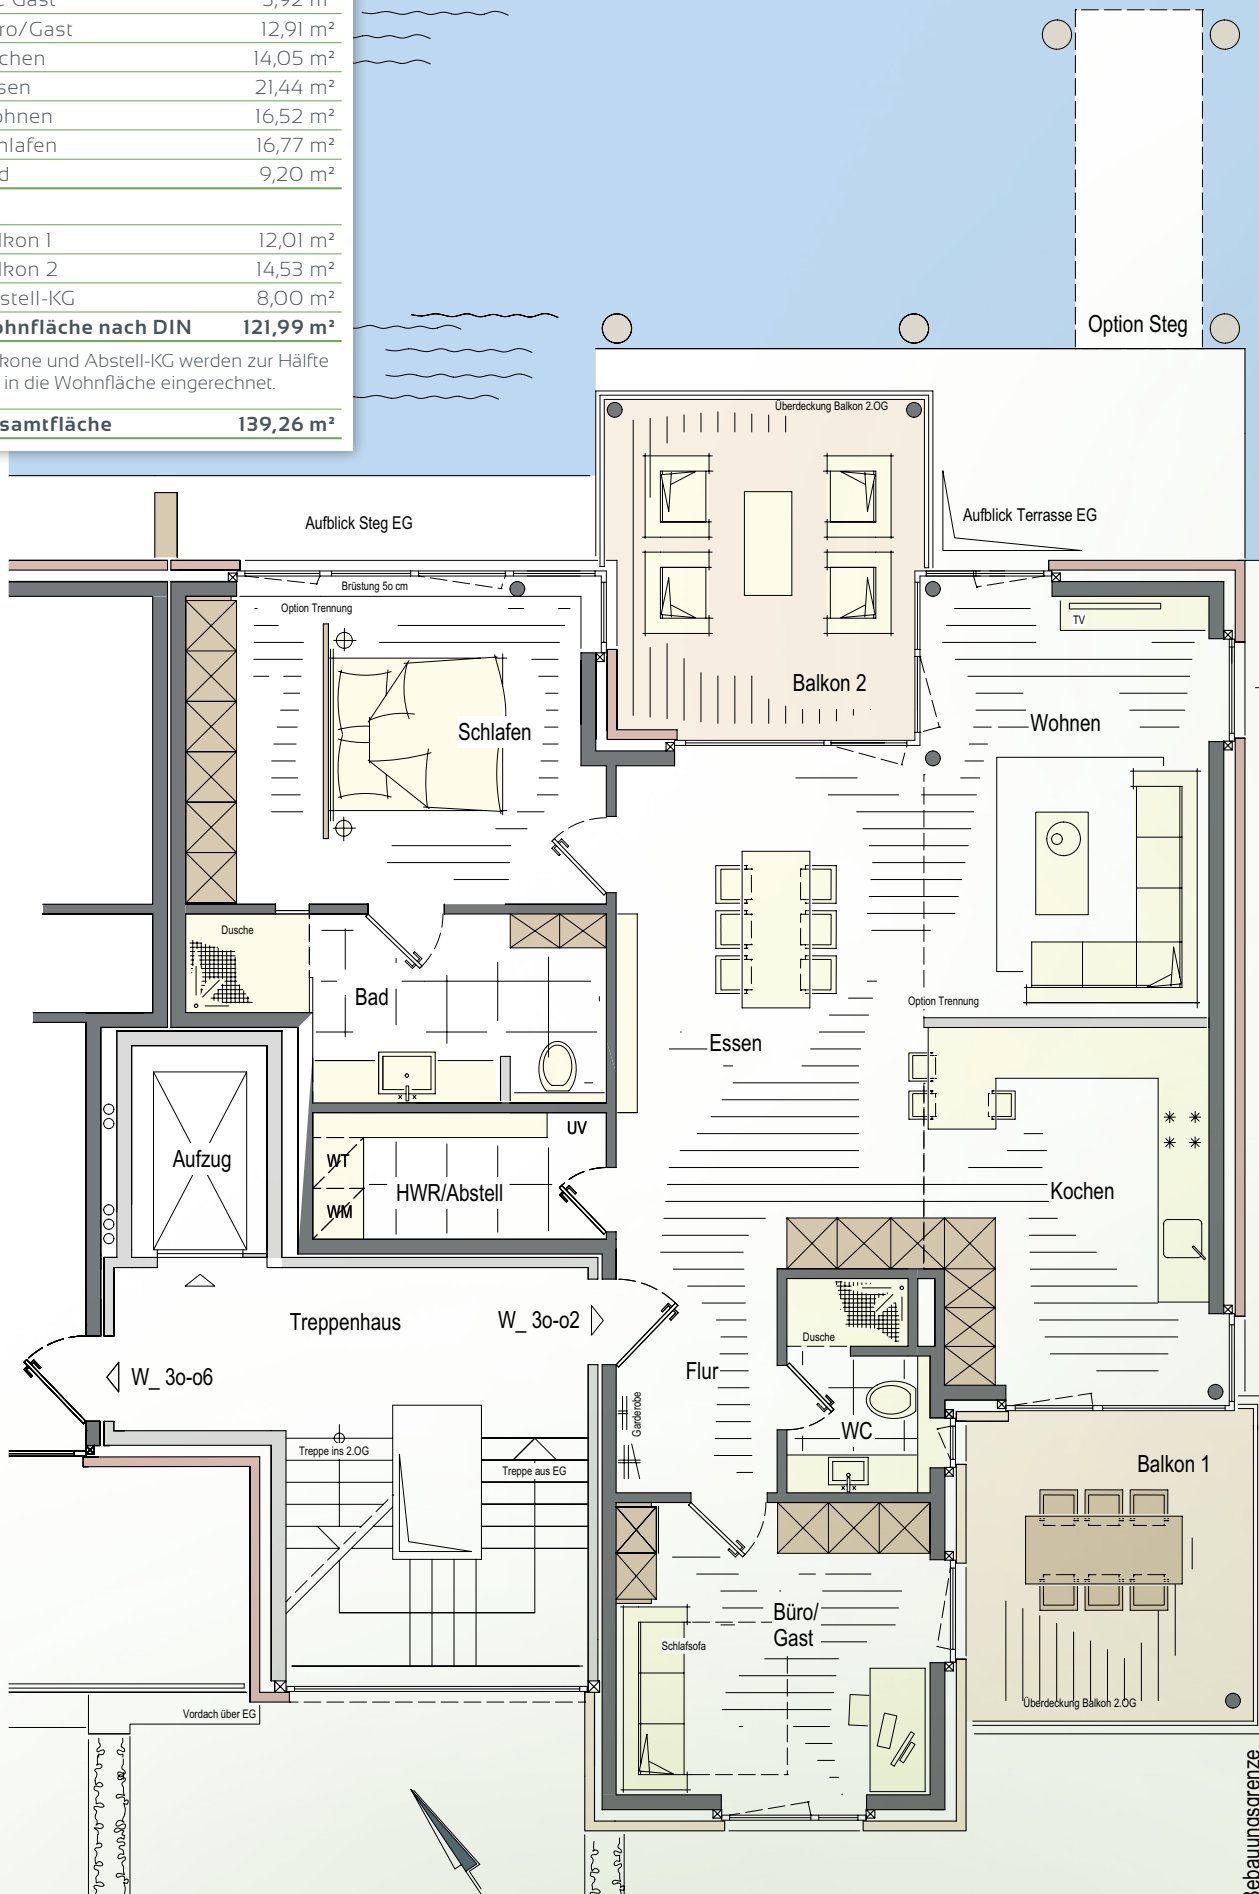 5,92 m²
ro/Gast 12,91 m²
chen 14,05 m²
sen 21,44 m²
ohnen 16,52 m²
hlafen 16,77 m²
d 9,20 m²
lkon 1 12,01 m²
lkon 2 14,53 m²
stell-KG 8,00 m²
ohnfläche nach DIN 121,99 m²
kone und Abstell-KG werden zur Hälfte
in die Wohnfläche eingerechnet.
samtfläche 139,26 m²
Option Steg
Überdeckung Balkon 2.OG
Aufblick Steg EG
Aufblick Terrasse EG
Brüstung 5o cm
Option Trennung
TV
Balkon 2
Schlafen
Wohnen
Dusche
Bad
Option Trennung
Essen
UV
WT
Aufzug
HWR/Abstell
WM
Kochen
Treppenhaus
W_ 3o-o2
Dusche
Flur
W_ 3o-o6
Garderobe
WC
Treppe ins 2.OG
Treppe aus EG
Balkon 1
Büro/
Gast
Schlafsofa
Überdeckung Balkon 2.OG
Vordach über EG
Bebauungsgrenze